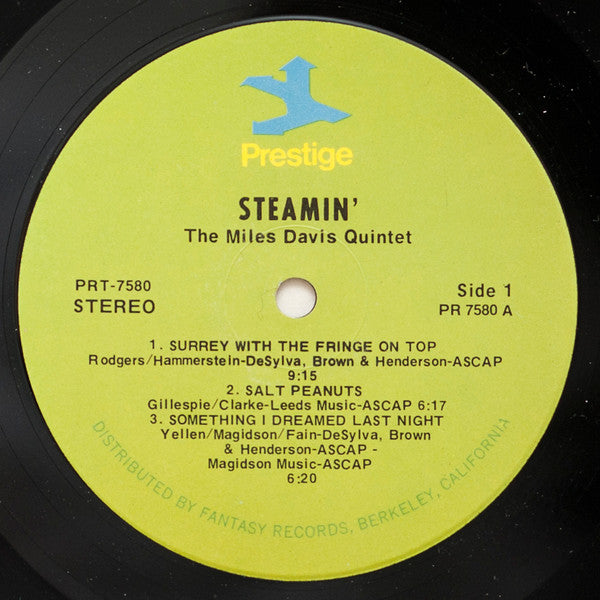 Prestige
STEAMIN'
The Miles Davis Quintet
PRT-7580
STEREO
Side 1
PR 7580 A
1. SURREY WITH THE FRINGE ON TOP
Rodgers/Hammerstein-DeSylva, Brown & Henderson-ASCAP
9:15
2. SALT PEANUTS
Gillespie/Clarke-Leeds Music-ASCAP 6:17
3. SOMETHING I DREAMED LAST NIGHT
Yellen/Magidson/Fain-DeSylva, Brown
& Henderson-ASCAP -
Magidson Music-ASCAP
6:20
DISTRIBUTED BY FANTASY RECORDS, BERKELEY, CALIFORNIA